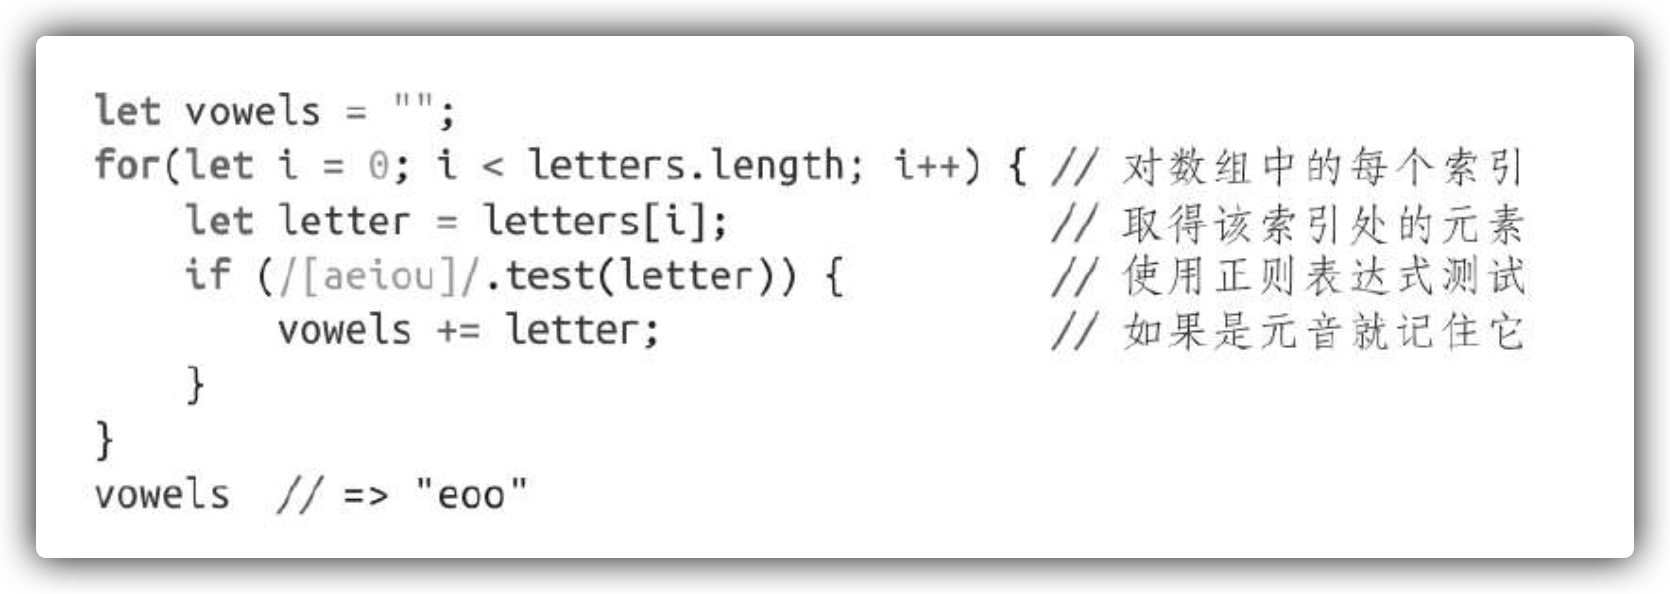 let vowels = "";
for(let i = 0; i < letters.length; i++) { // 对数组中的每个索引
    let letter = letters[i];              // 取得该索引处的元素
    if (/[aeiou]/.test(letter)) {         // 使用正则表达式测试
        vowels += letter;                 // 如果是元音就记住它
    }
}
vowels  // => "eoo"